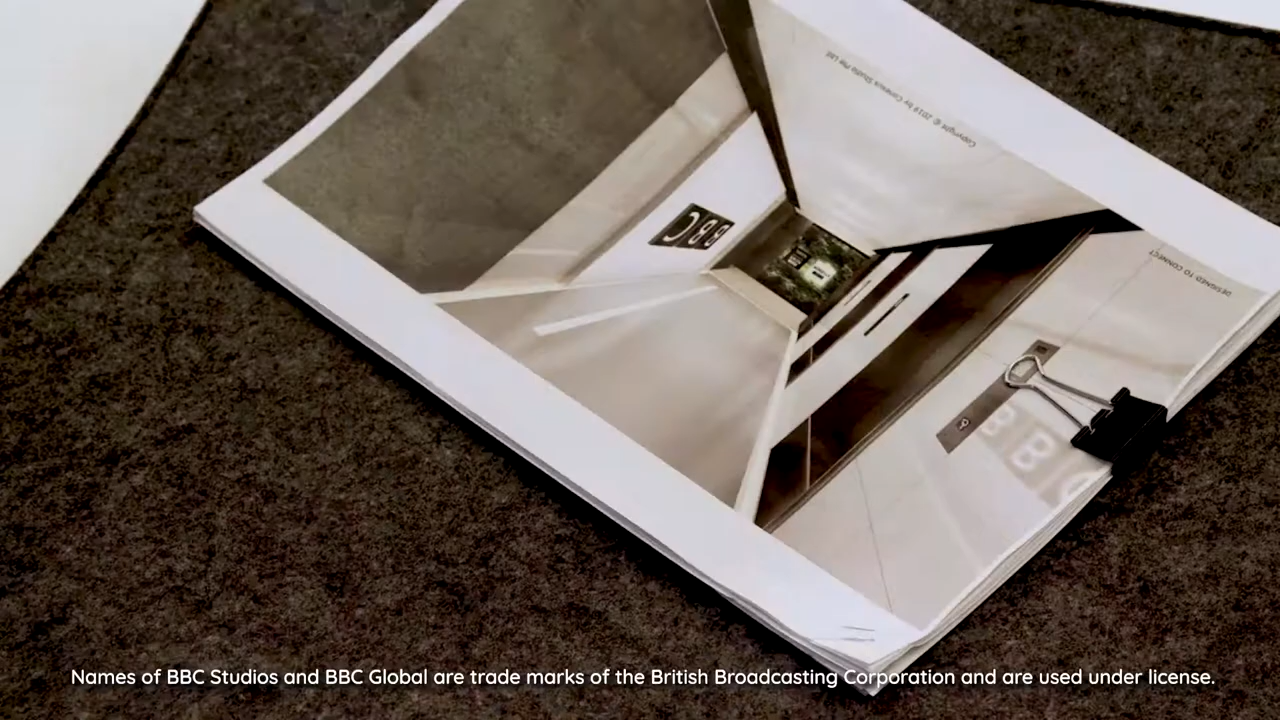 Copyright © 2019 by Conexus Studio Pte Ltd
BBC
DESIGNED TO CONNECT
BBC
Names of BBC Studios and BBC Global are trade marks of the British Broadcasting Corporation and are used under license.